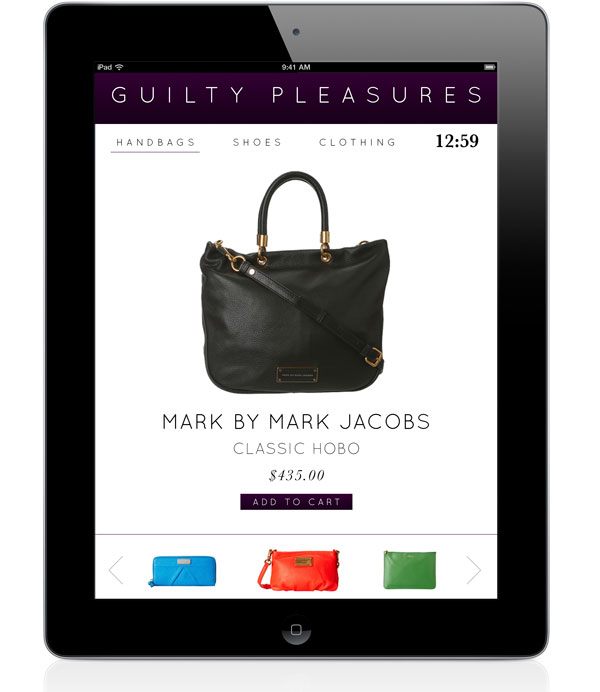 iPad 9:41 AM
GUILTY PLEASURES
HANDBAGS SHOES CLOTHING 12:59
MARK BY MARK JACOBS
CLASSIC HOBO
$435.00
ADD TO CART